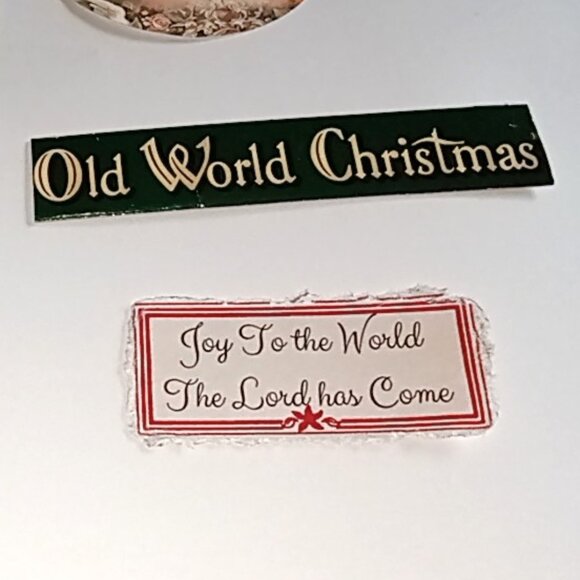 Old World Christmas
Joy To the World
The Lord has Come